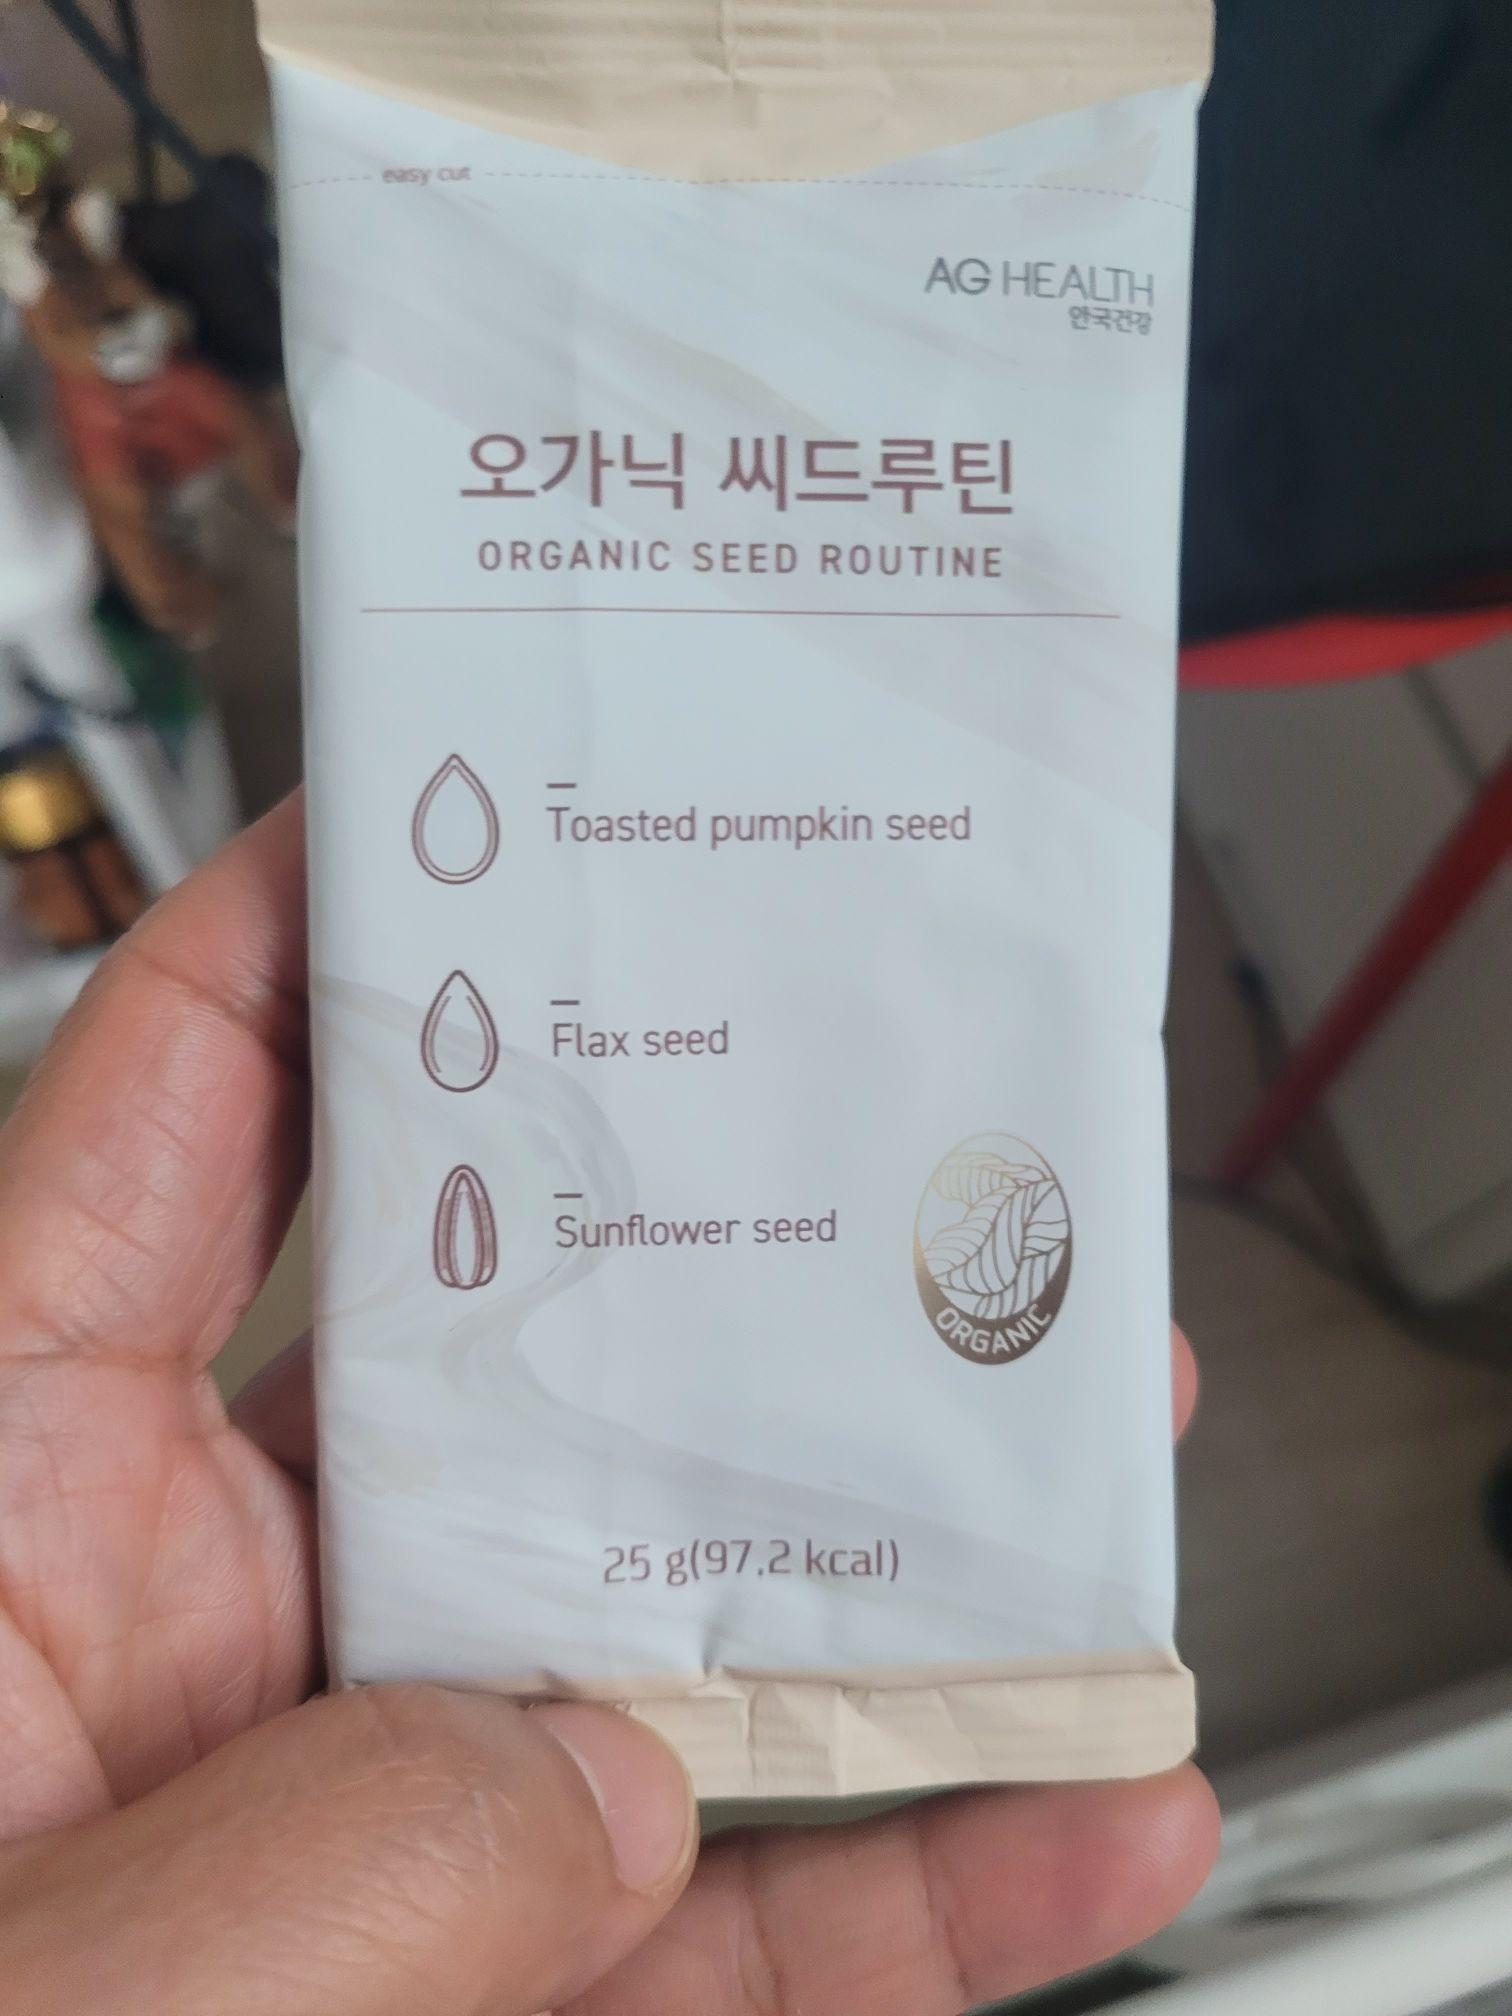 easy cut
AG HEALTH
안국건강
오가닉 씨드루틴
ORGANIC SEED ROUTINE
Toasted pumpkin seed
Flax seed
Sunflower seed
ORGANIC
25 g(97.2 kcal)